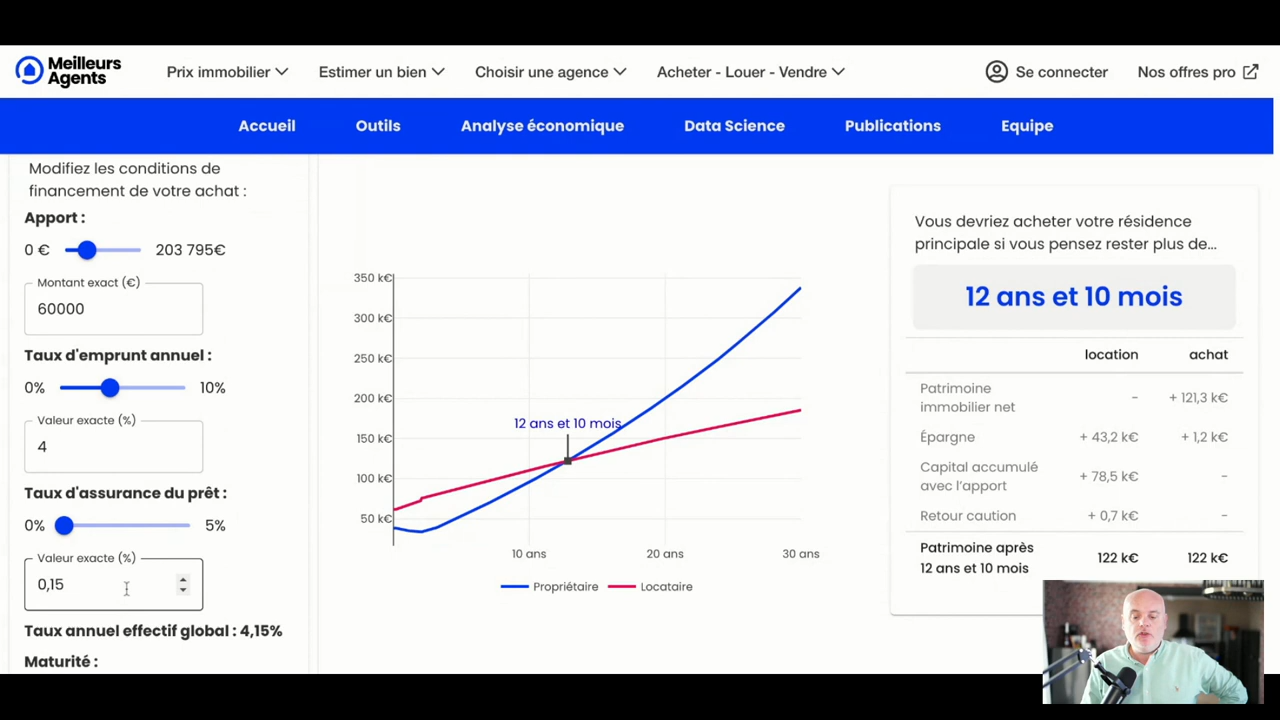 Meilleurs
Agents
Prix immobilier
Estimer un bien
Choisir une agence
Acheter - Louer - Vendre
Se connecter
Nos offres pro
Accueil
Outils
Analyse économique
Data Science
Publications
Equipe
Modifiez les conditions de
financement de votre achat :
Apport :
0 €
203 795€
Montant exact (€)
60000
Taux d'emprunt annuel :
0%
10%
Valeur exacte (%)
4
Taux d'assurance du prêt :
0%
5%
Valeur exacte (%)
0,15
Taux annuel effectif global : 4,15%
Maturité :
350 k€
300 k€
250 k€
200 k€
150 k€
100 k€
50 k€
12 ans et 10 mois
10 ans
20 ans
30 ans
Propriétaire
Locataire
Vous devriez acheter votre résidence
principale si vous pensez rester plus de...
12 ans et 10 mois
location achat
Patrimoine
immobilier net
- + 121,3 k€
Épargne + 43,2 k€ + 1,2 k€
Capital accumulé
avec l'apport
+ 78,5 k€ -
Retour caution + 0,7 k€ -
Patrimoine après
12 ans et 10 mois
122 k€ 122 k€